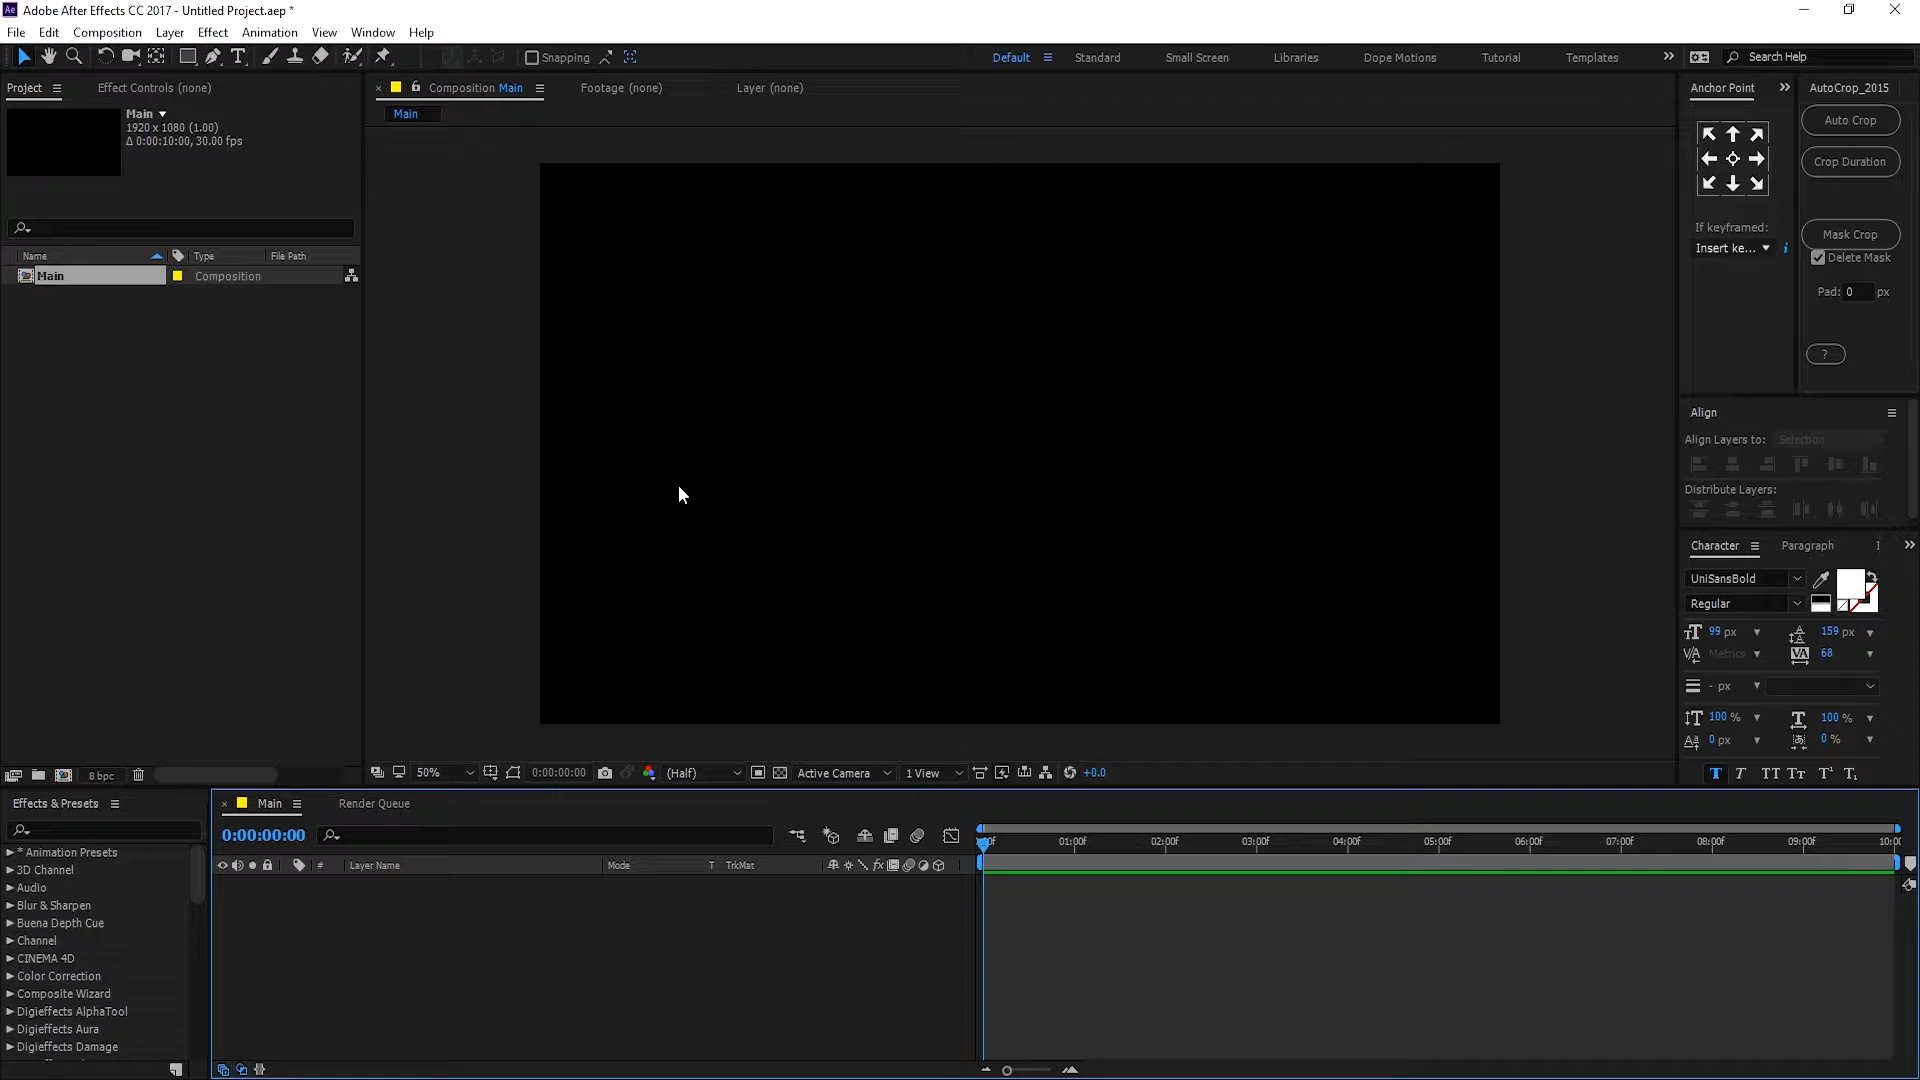 Adobe After Effects CC 2017 - Untitled Project.aep *
File Edit Composition Layer Effect Animation View Window Help
Snapping Default Standard Small Screen Libraries Dope Motions Tutorial Templates Search Help
Project Effect Controls (none)
Main
1920 x 1080 (1.00)
Δ 0:00:10:00, 30.00 fps
Name Type File Path
Main Composition
8 bpc
Composition Main Footage (none) Layer (none)
Main
50% 0:00:00:00 (Half) Active Camera 1 View +0.0
Anchor Point AutoCrop_2015
Auto Crop
Crop Duration
If keyframed: Mask Crop
Insert ke... Delete Mask
Pad: 0 px
?
Align
Align Layers to: Selection
Distribute Layers:
Character Paragraph
UniSansBold
Regular
99 px 159 px
Metrics 68
- px
100 % 100 %
0 px 0 %
T T TT Tт T¹ T₁
Effects & Presets
* Animation Presets
3D Channel
Audio
Blur & Sharpen
Buena Depth Cue
Channel
CINEMA 4D
Color Correction
Composite Wizard
Digieffects AlphaTool
Digieffects Aura
Digieffects Damage
Main Render Queue
0:00:00:00
01:00f 02:00f 03:00f 04:00f 05:00f 06:00f 07:00f 08:00f 09:00f
# Layer Name Mode T TrkMat